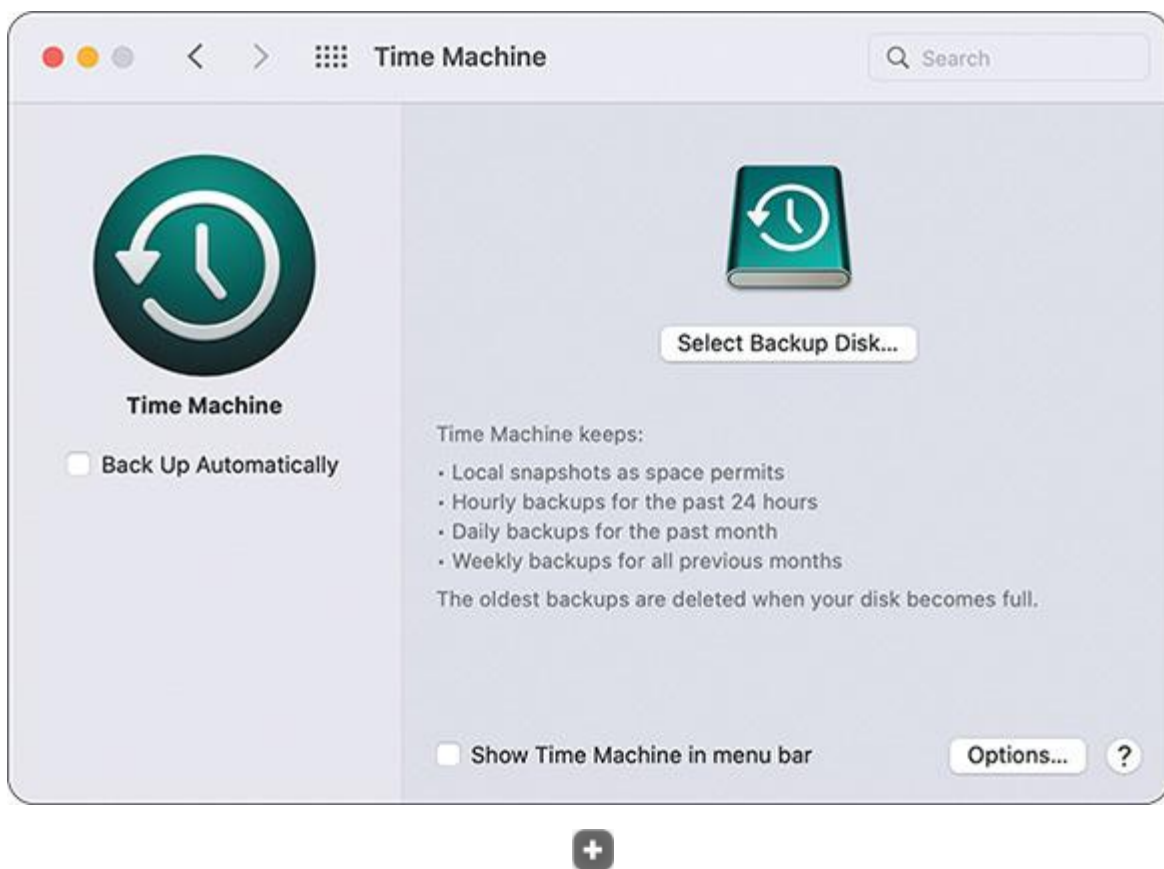 Time Machine
Search
Time Machine
Back Up Automatically
Select Backup Disk...
Time Machine keeps:
• Local snapshots as space permits
• Hourly backups for the past 24 hours
• Daily backups for the past month
• Weekly backups for all previous months
The oldest backups are deleted when your disk becomes full.
Show Time Machine in menu bar
Options...
?